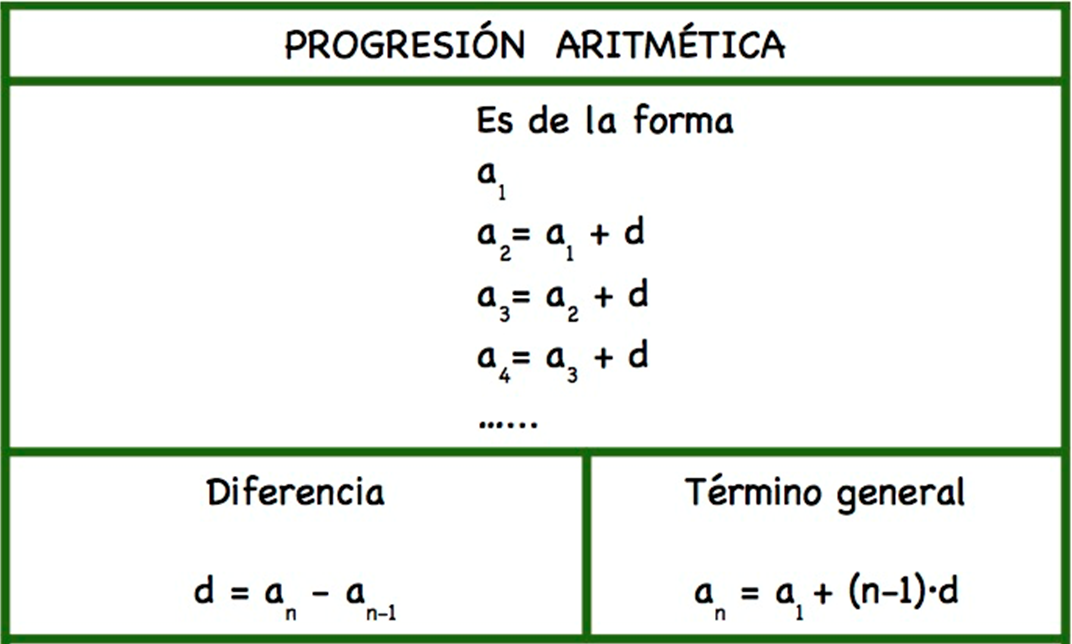 PROGRESIÓN ARITMÉTICA
Es de la forma
a₁
a₂= a₁ + d
a₃= a₂ + d
a₄= a₃ + d
......
Diferencia
d = aₙ - aₙ₋₁
Término general
aₙ = a₁ + (n-1)·d